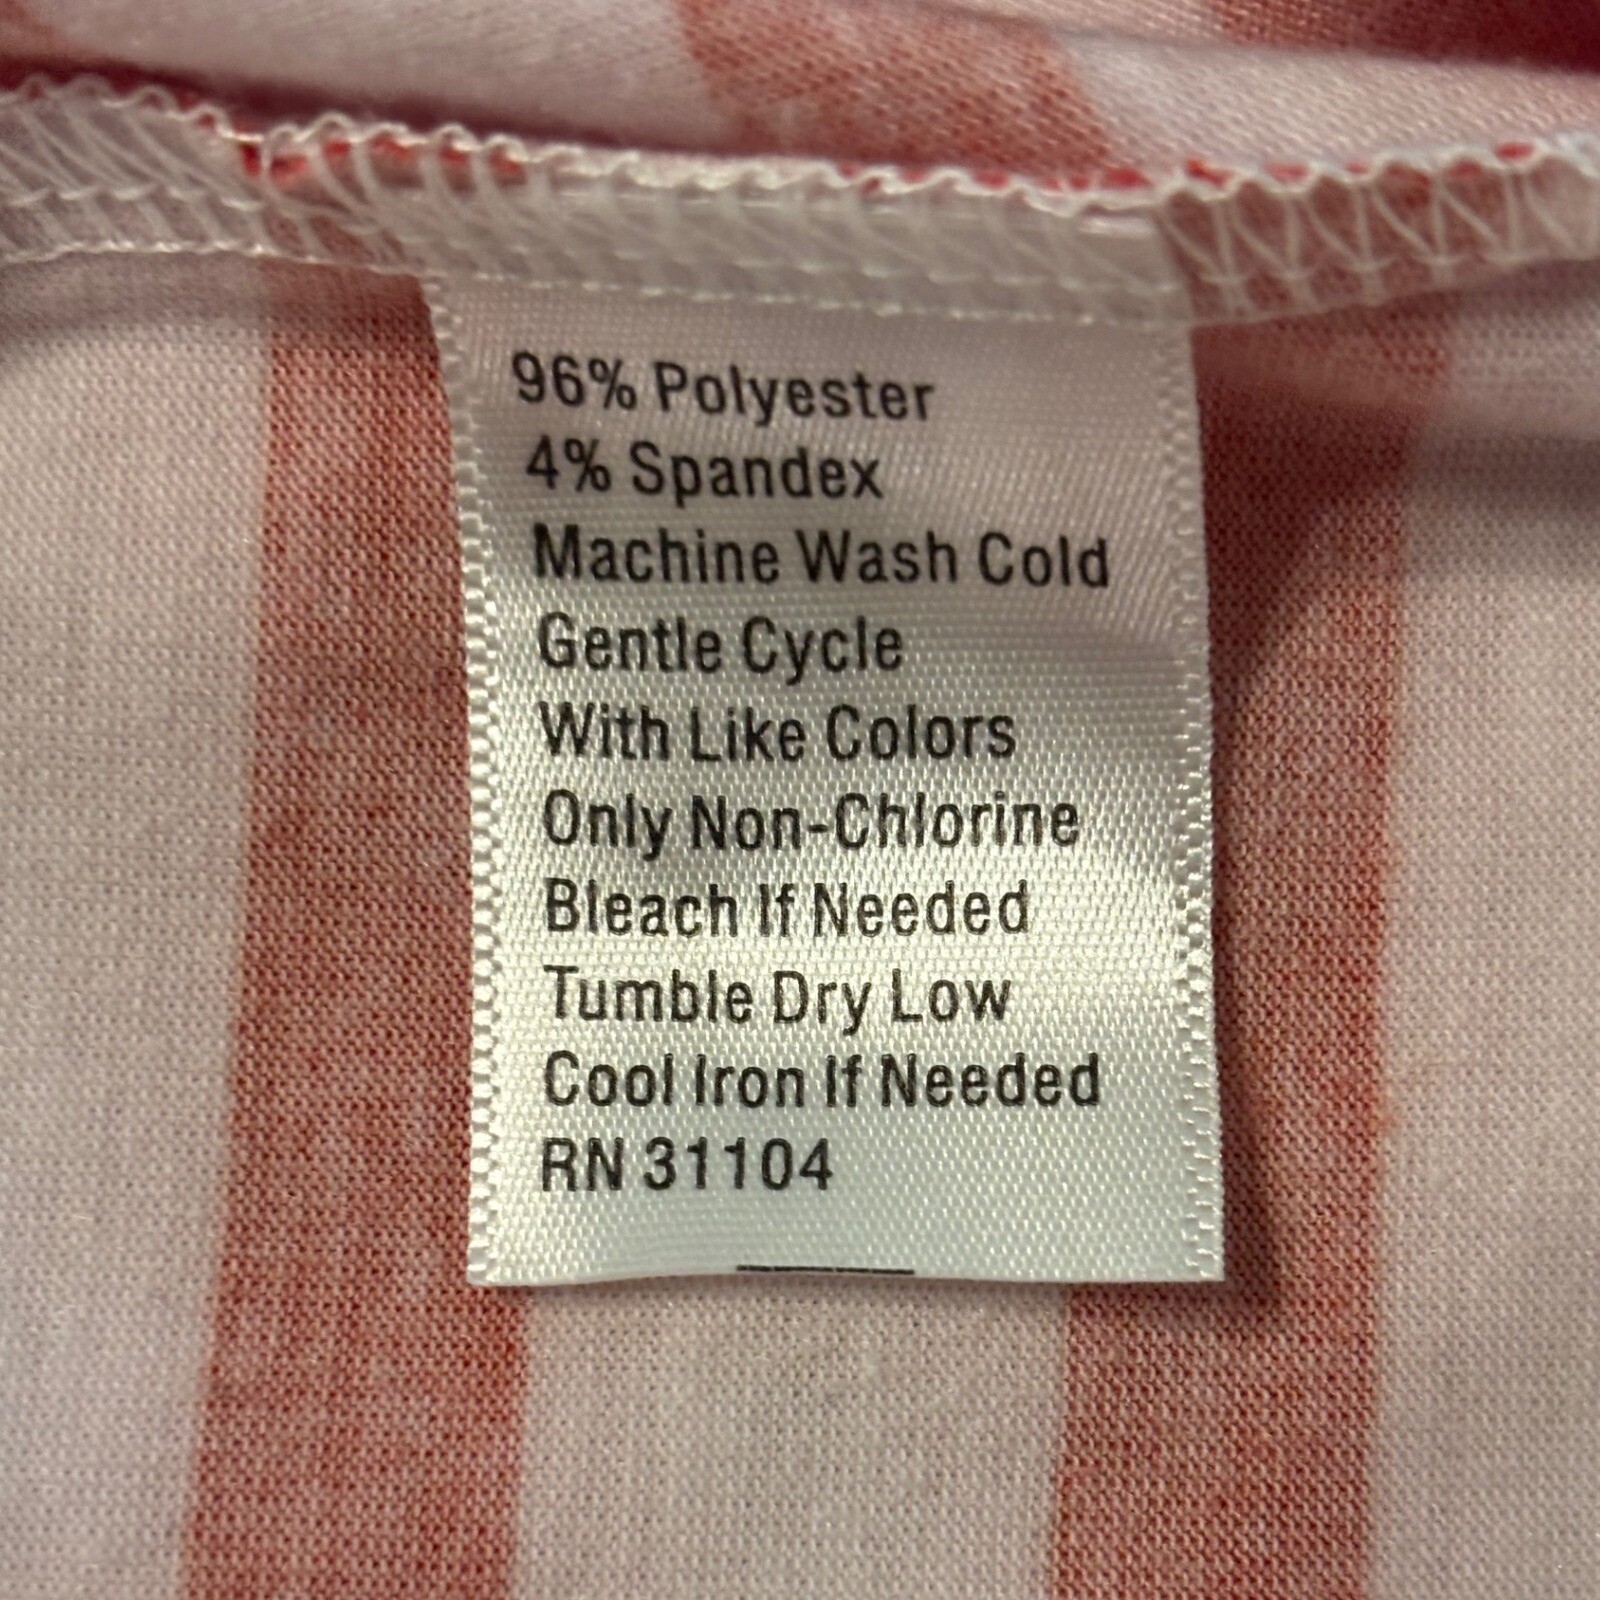 96% Polyester
4% Spandex
Machine Wash Cold
Gentle Cycle
With Like Colors
Only Non-Chlorine
Bleach If Needed
Tumble Dry Low
Cool Iron If Needed
RN 31104